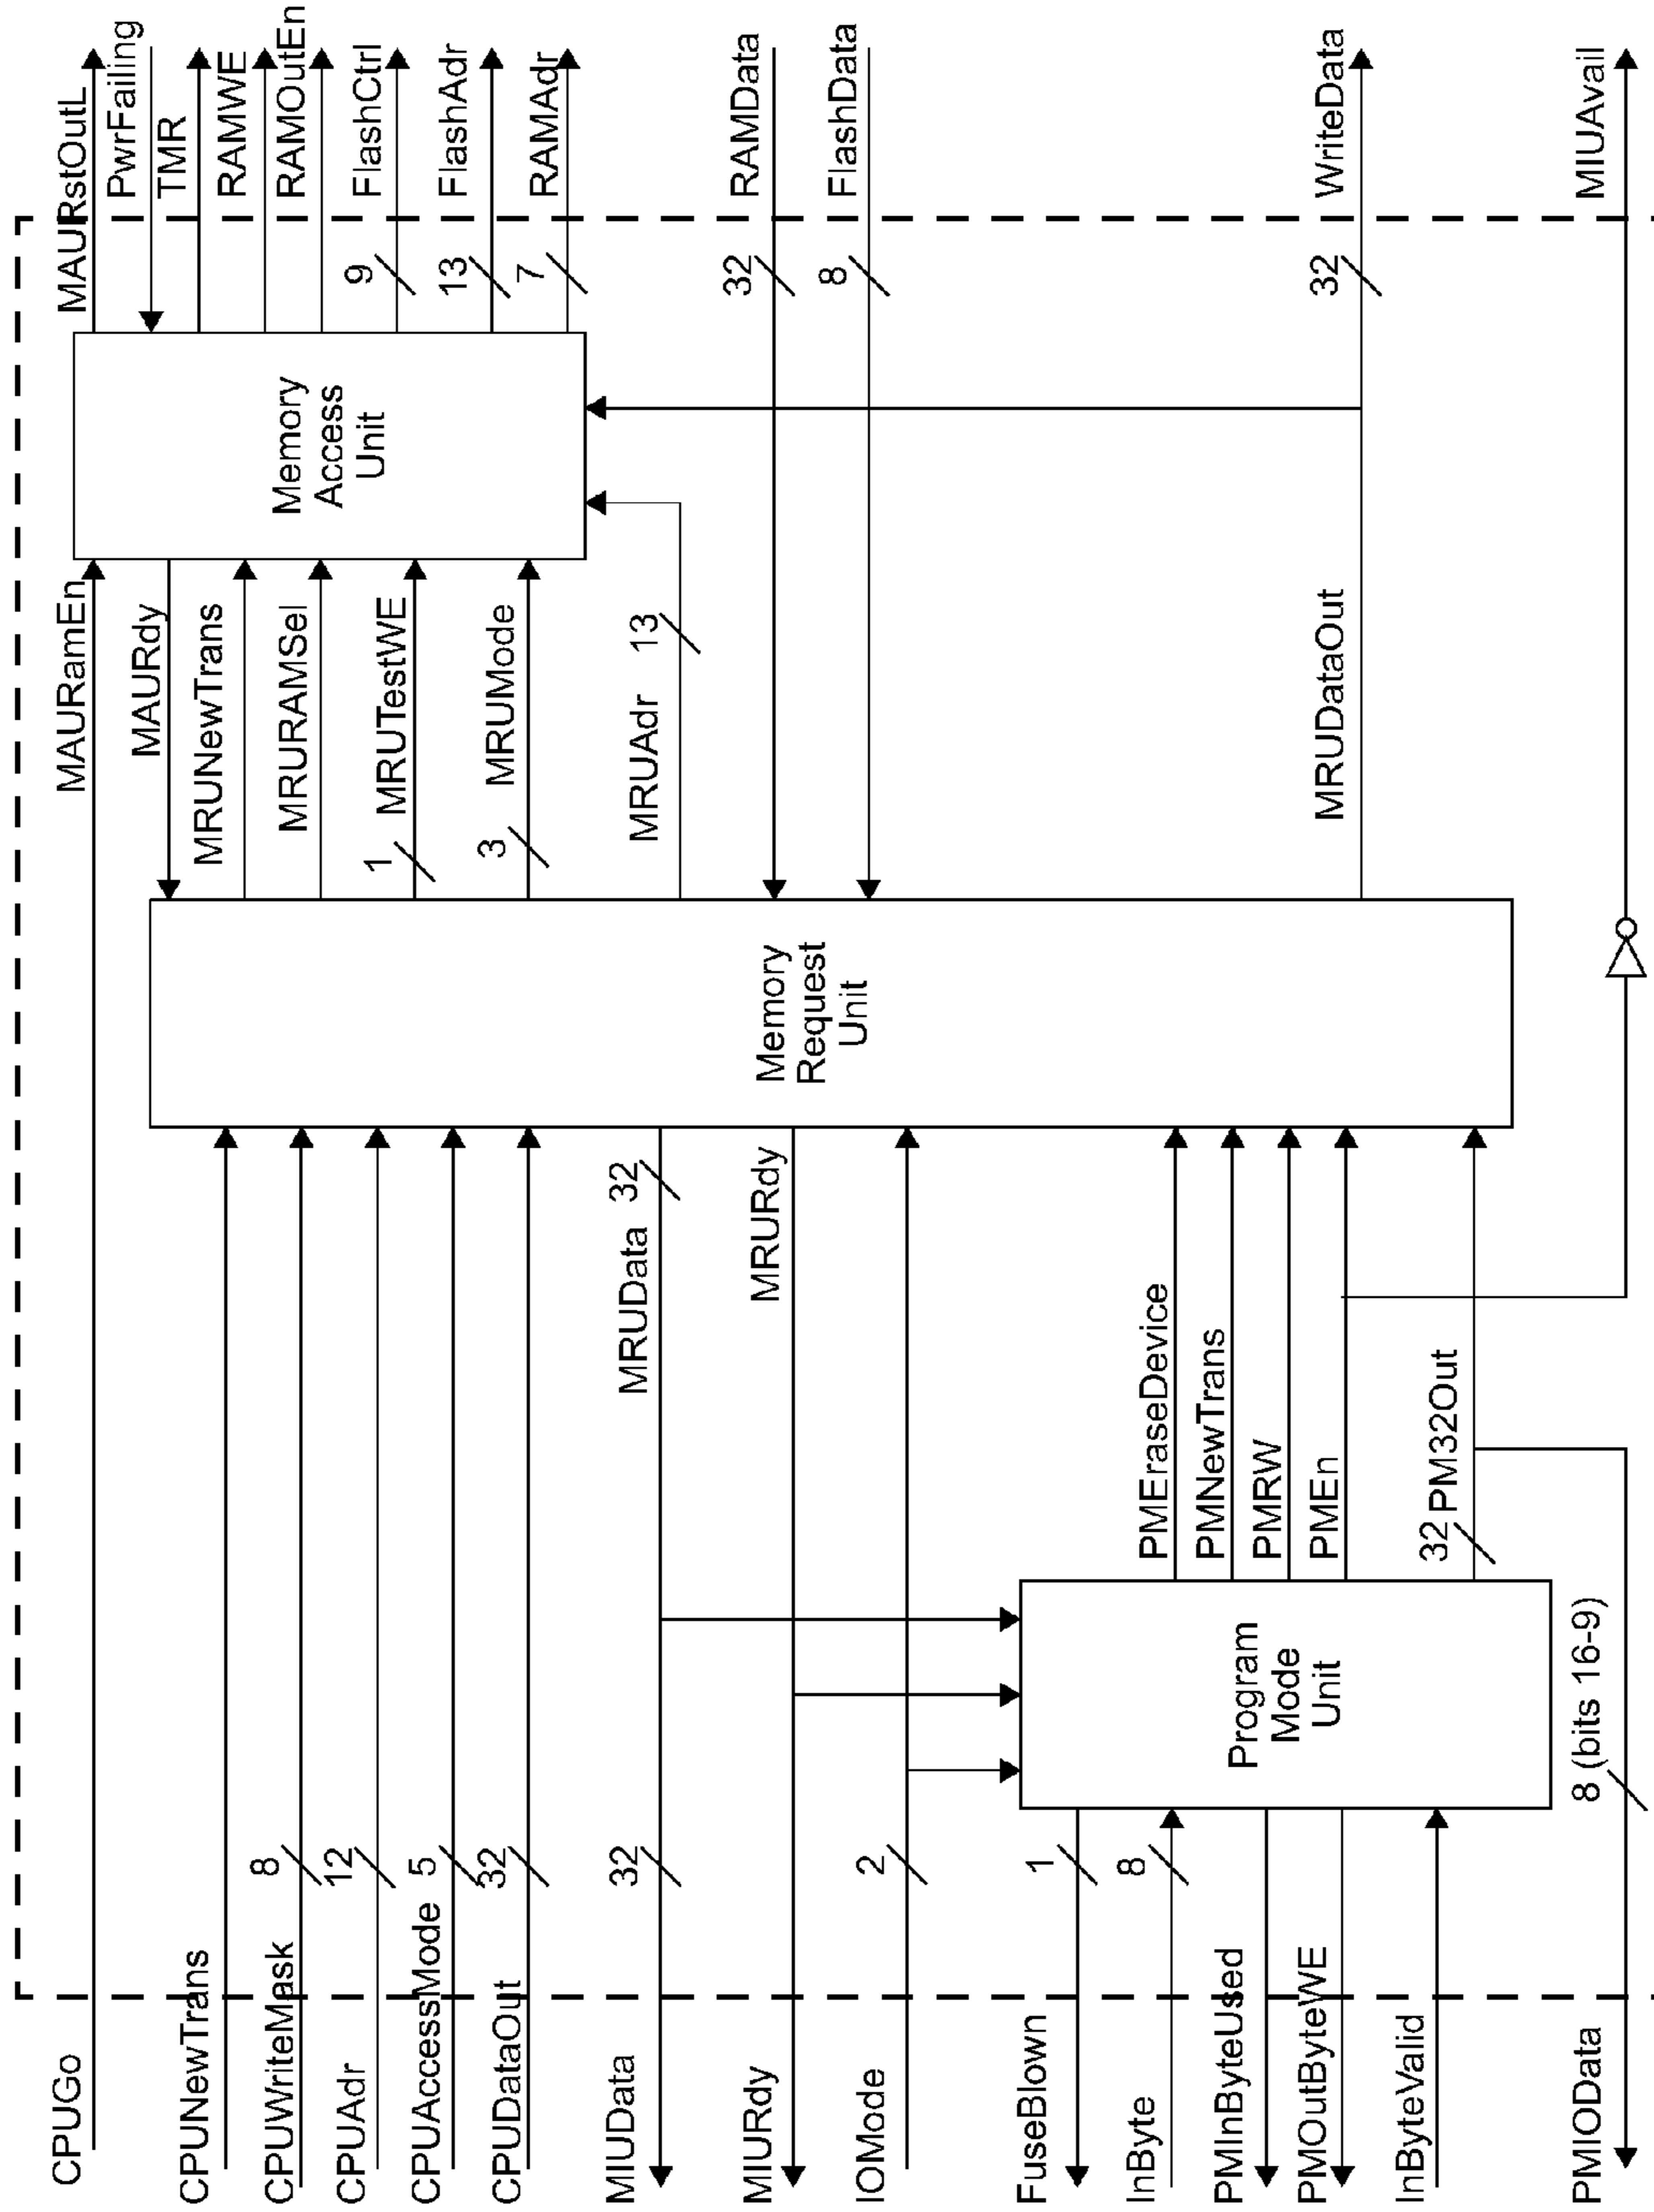 CPUGo
MAURamEn
MAURstOutL
PwrFailing
MAURdy
TMR
CPUNewTrans
MRUNewTrans
RAMWE
CPUWriteMask
8
MRURAMSel
RAMOutEn
CPUAdr
12
1
MRUTestWE
9
FlashCtrl
CPUAccessMode
5
CPUDataOut
32
3
MRUMode
13
FlashAdr
7
RAMAdr
Memory
Access
Unit
MRUAdr
13
MIUData
32
MRUData
32
32
RAMData
MIURdy
MRURdy
8
FlashData
Memory
Request
Unit
IOMode
2
FuseBlown
1
InByte
8
PMEraseDevice
PMInByteUsed
PMNewTrans
PMOutByteWE
PMRW
PMEn
InByteValid
Program
Mode
Unit
32
PM32Out
MRUDataOut
32
WriteData
PMIOData
8 (bits 16-9)
MIUAvail